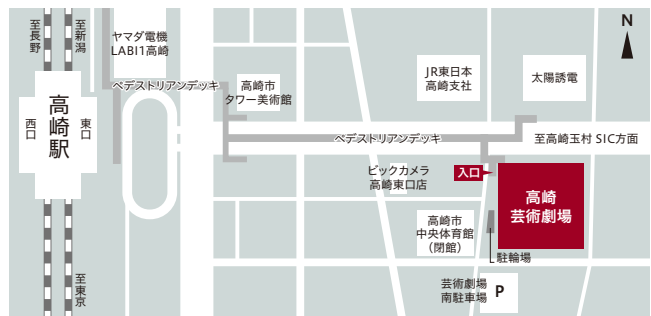 至長野
至新潟
ヤマダ電機
LABI1高崎
N
ペデストリアンデッキ
高崎市
タワー美術館
JR東日本
高崎支社
太陽誘電
高崎駅
西口
東口
ペデストリアンデッキ
至高崎玉村 SIC方面
ビックカメラ
高崎東口店
入口
高崎
芸術劇場
高崎市
中央体育館
（閉館）
駐輪場
至東京
芸術劇場
南駐車場
P